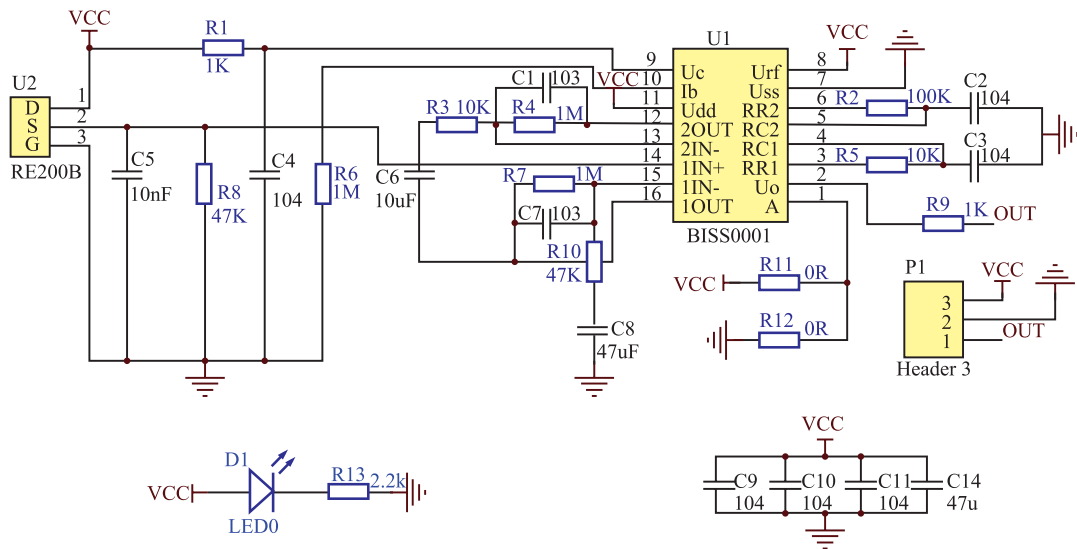 VCC
R1
1K
U2
D
S
G
1
2
3
RE200B
C5
10nF
R8
47K
C4
104
R6
1M
C1
103
VCC
R3 10K
R4
1M
C6
10uF
R7
1M
C7
103
R10
47K
C8
47uF
U1
9
10
11
12
13
14
15
16
Uc
Ib
Udd
2OUT
2IN-
1IN+
1IN-
1OUT
Urf
Uss
RR2
RC2
RC1
RR1
Uo
A
8
7
6
5
4
3
2
1
BISS0001
VCC
R2
100K
C2
104
C3
104
R5
10K
R9
1K
OUT
VCC
R11
0R
R12
0R
P1
3
2
1
VCC
OUT
Header 3
D1
VCC
LED0
R13
2.2k
VCC
C9
104
C10
104
C11
104
C14
47u